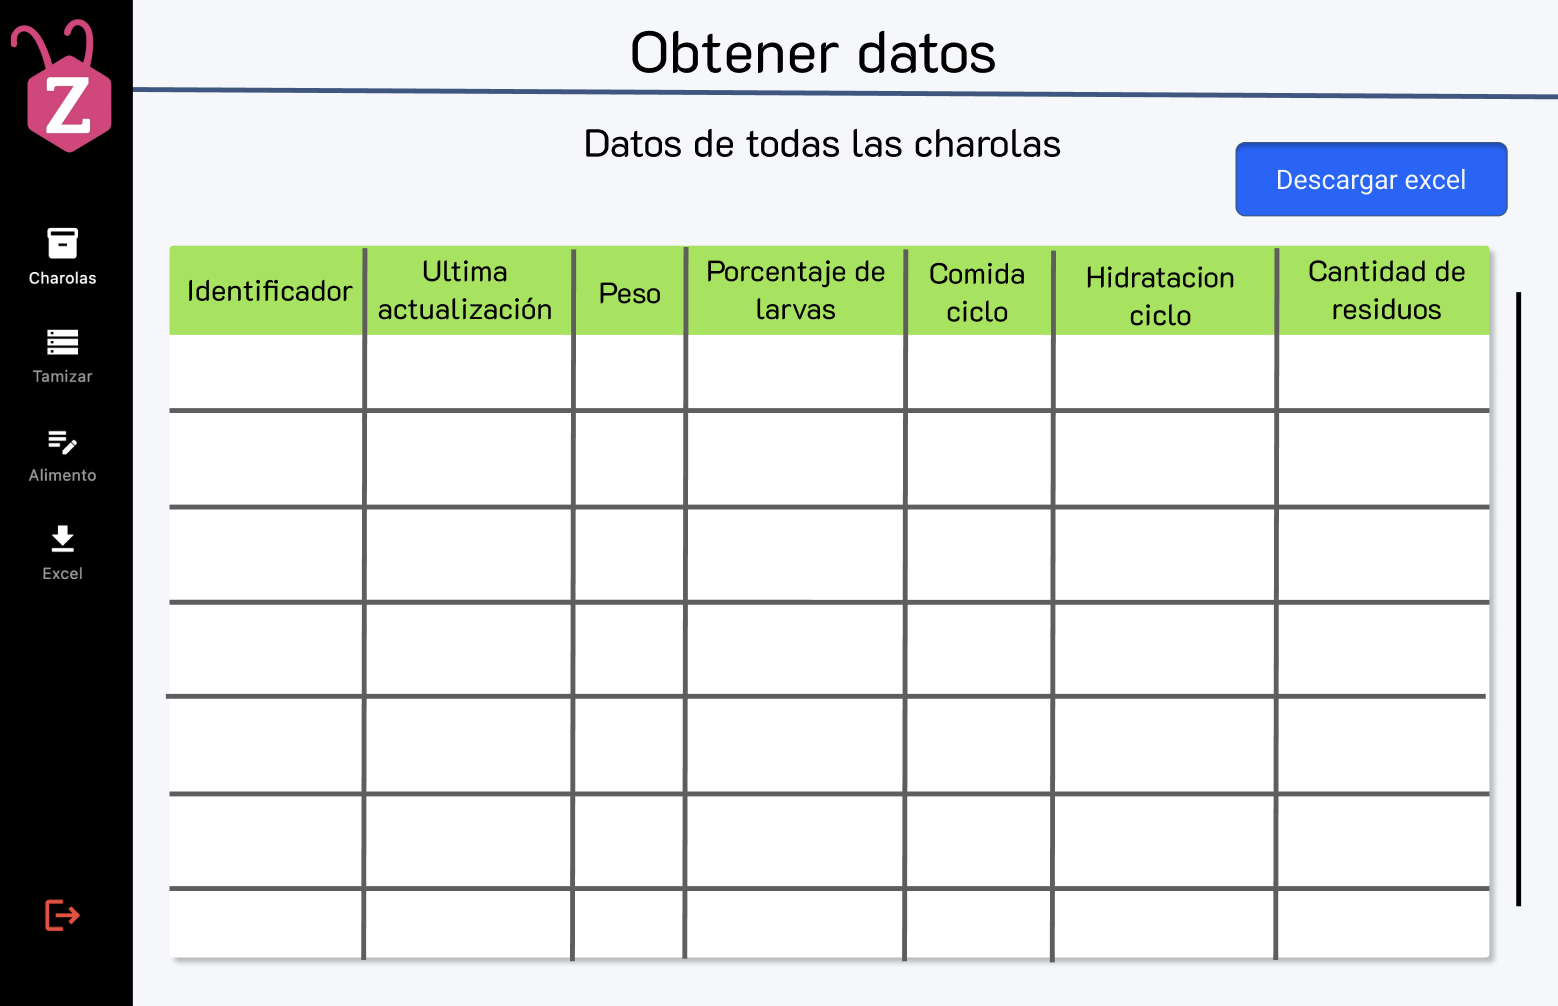 Z
Obtener datos
Datos de todas las charolas
Descargar excel
Charolas
Tamizar
Alimento
Excel
Identificador
Ultima
actualización
Peso
Porcentaje de
larvas
Comida
ciclo
Hidratacion
ciclo
Cantidad de
residuos